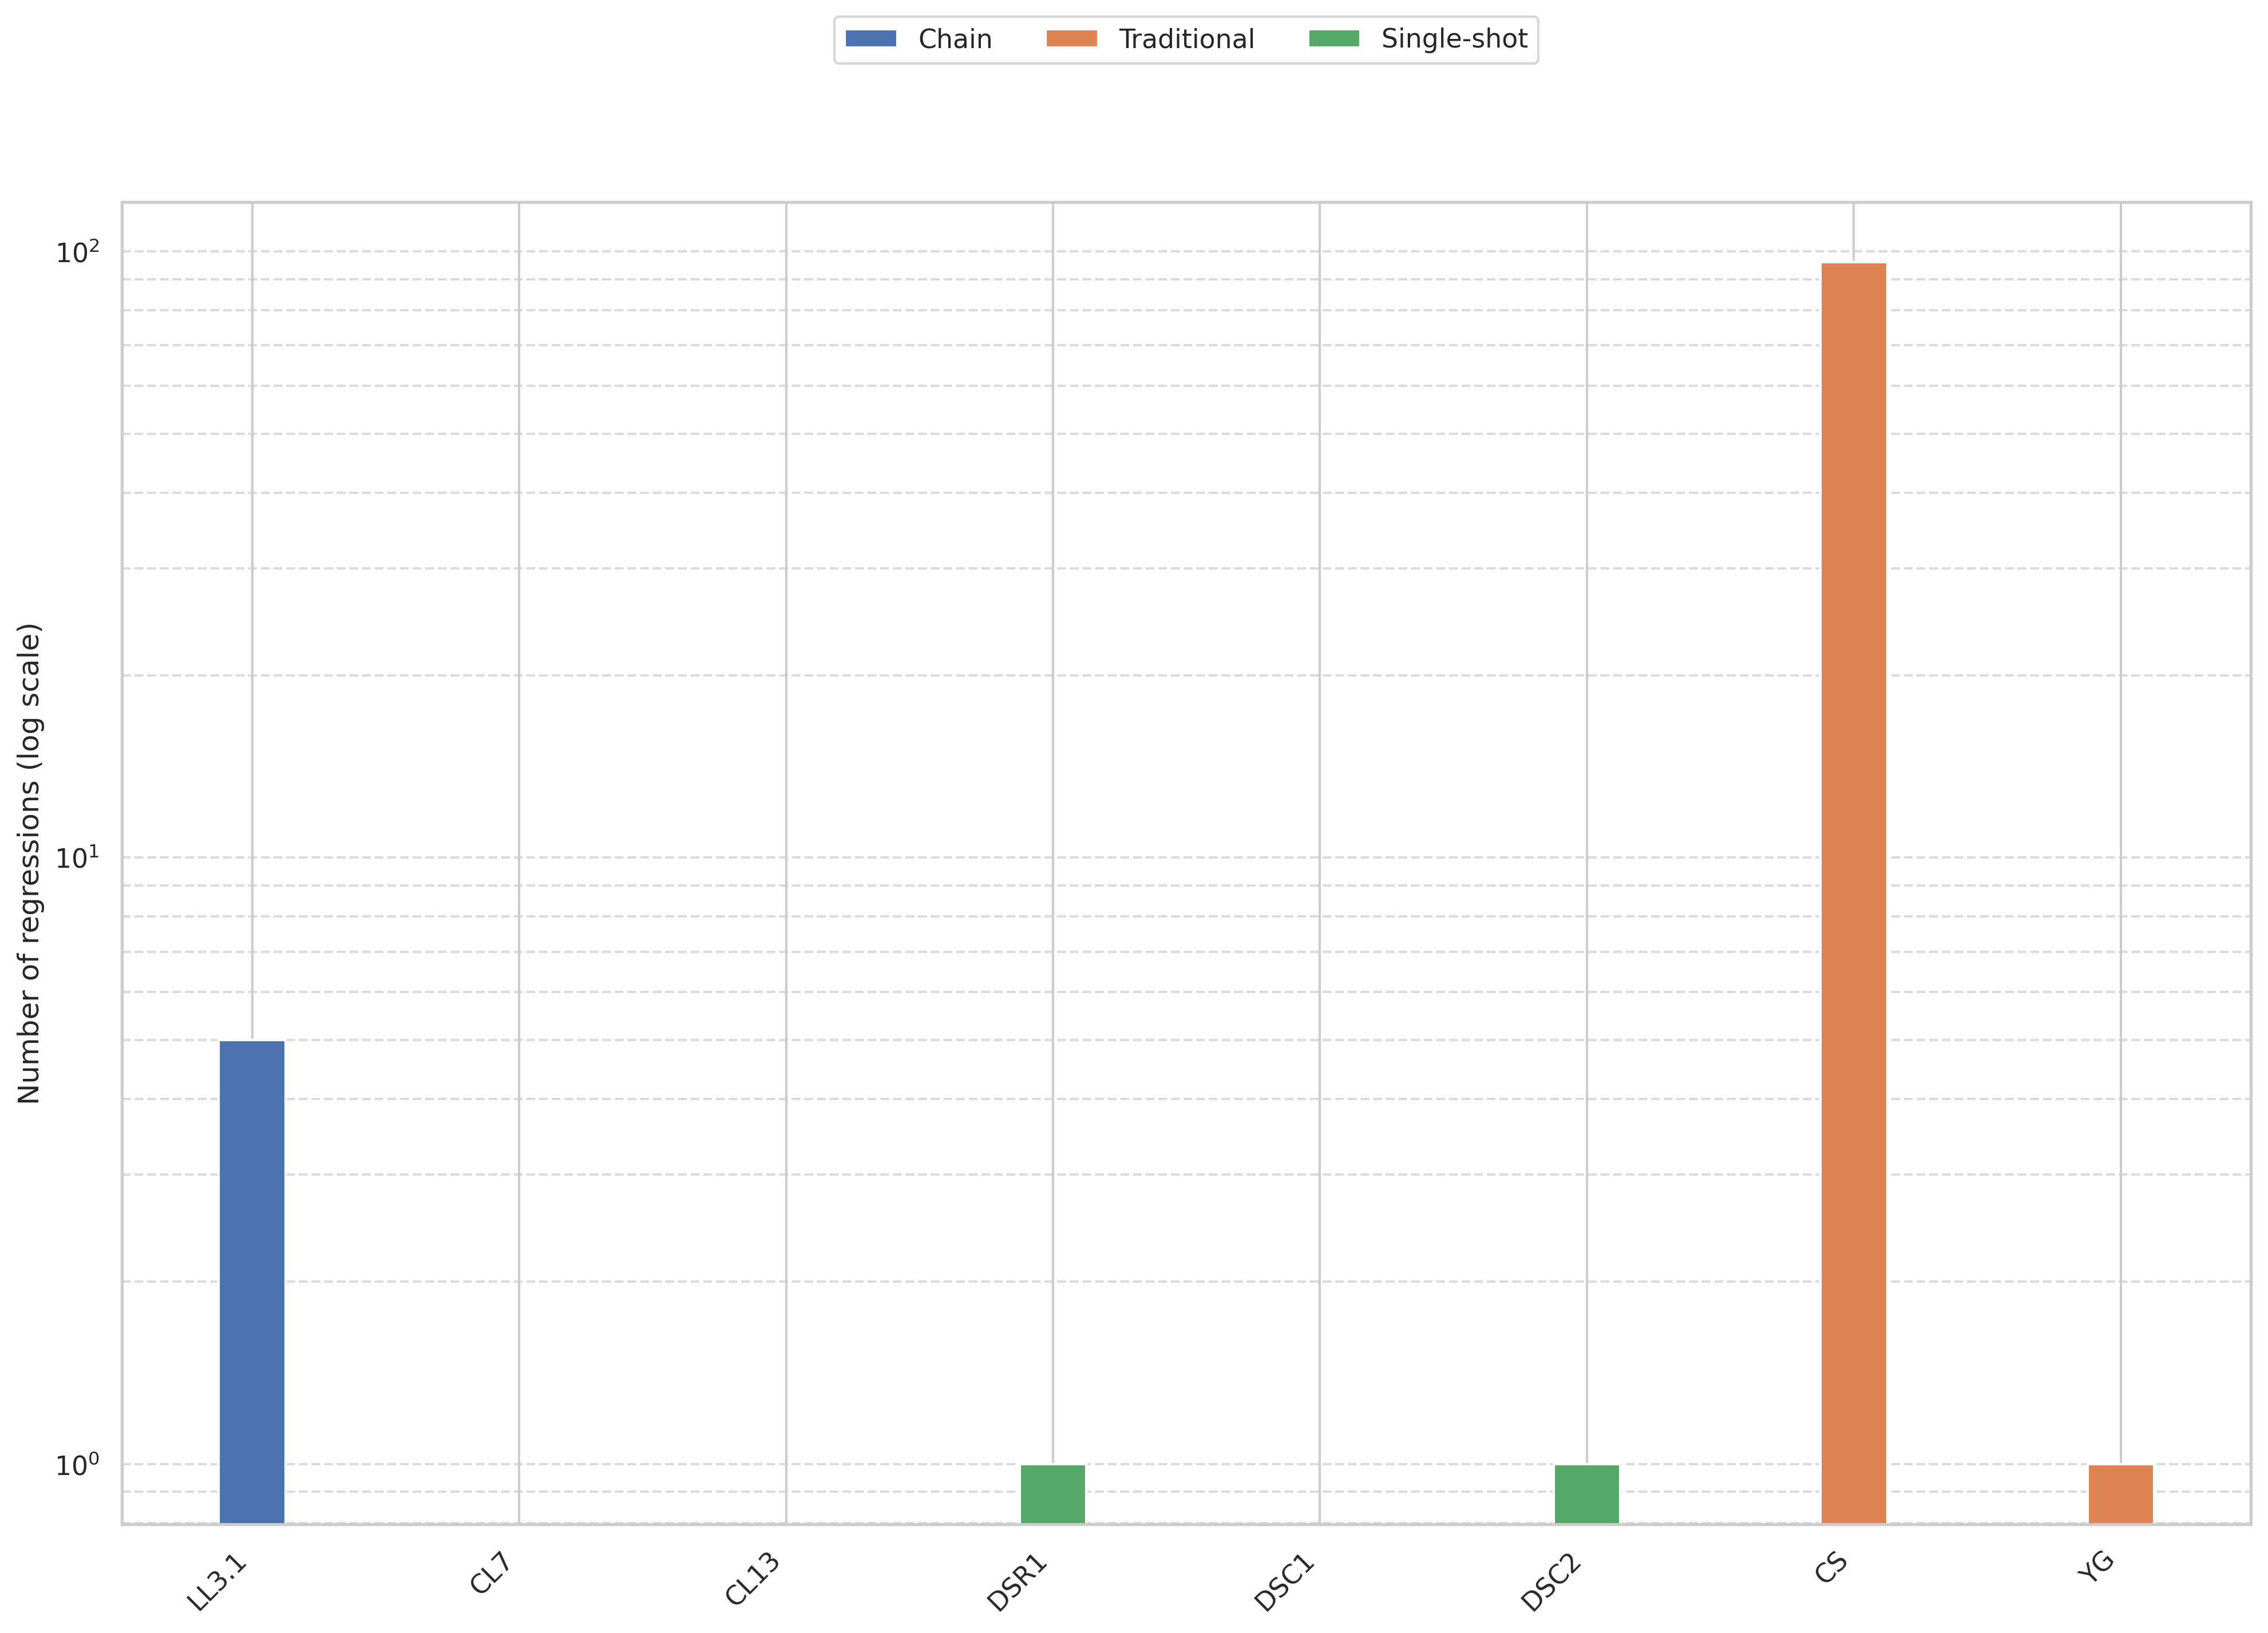 Chain Traditional Single-shot
Number of regressions (log scale)
10²
10¹
10⁰
LL3.1 CL7 CL13 DSR1 DSC1 DSC2 CS YG